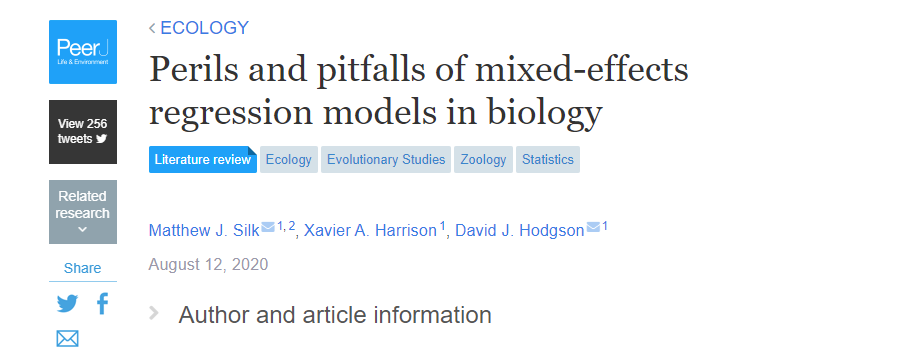 PeerJ
Life & Environment
View 256
tweets
Related
research
Share
< ECOLOGY
Perils and pitfalls of mixed-effects
regression models in biology
Literature review Ecology Evolutionary Studies Zoology Statistics
Matthew J. Silk 1, 2, Xavier A. Harrison 1, David J. Hodgson 1
August 12, 2020
Author and article information